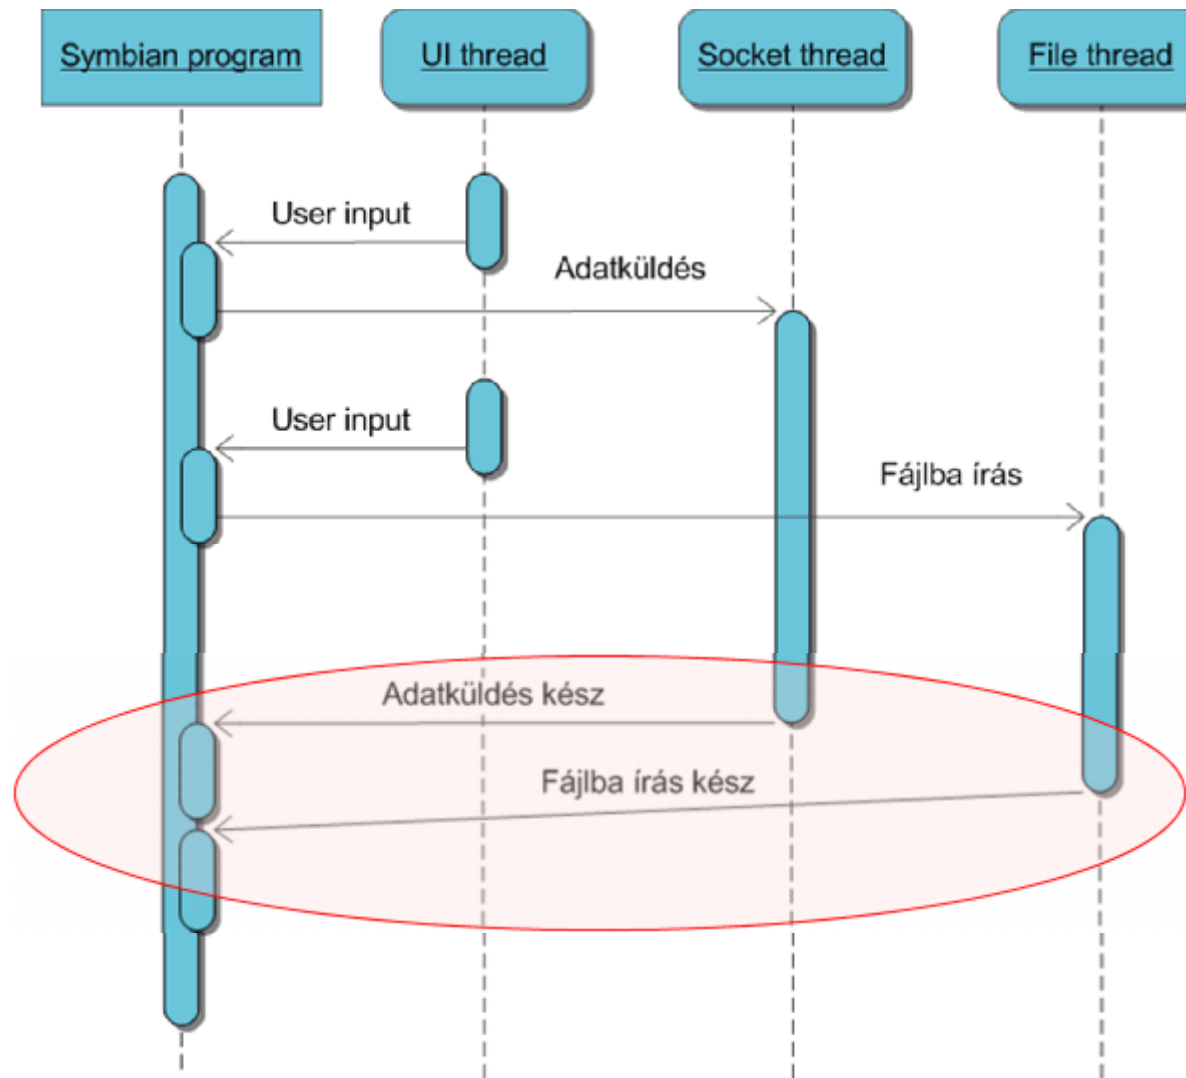 Symbian program
UI thread
Socket thread
File thread
User input
Adatküldés
User input
Fájlba írás
Adatküldés kész
Fájlba írás kész